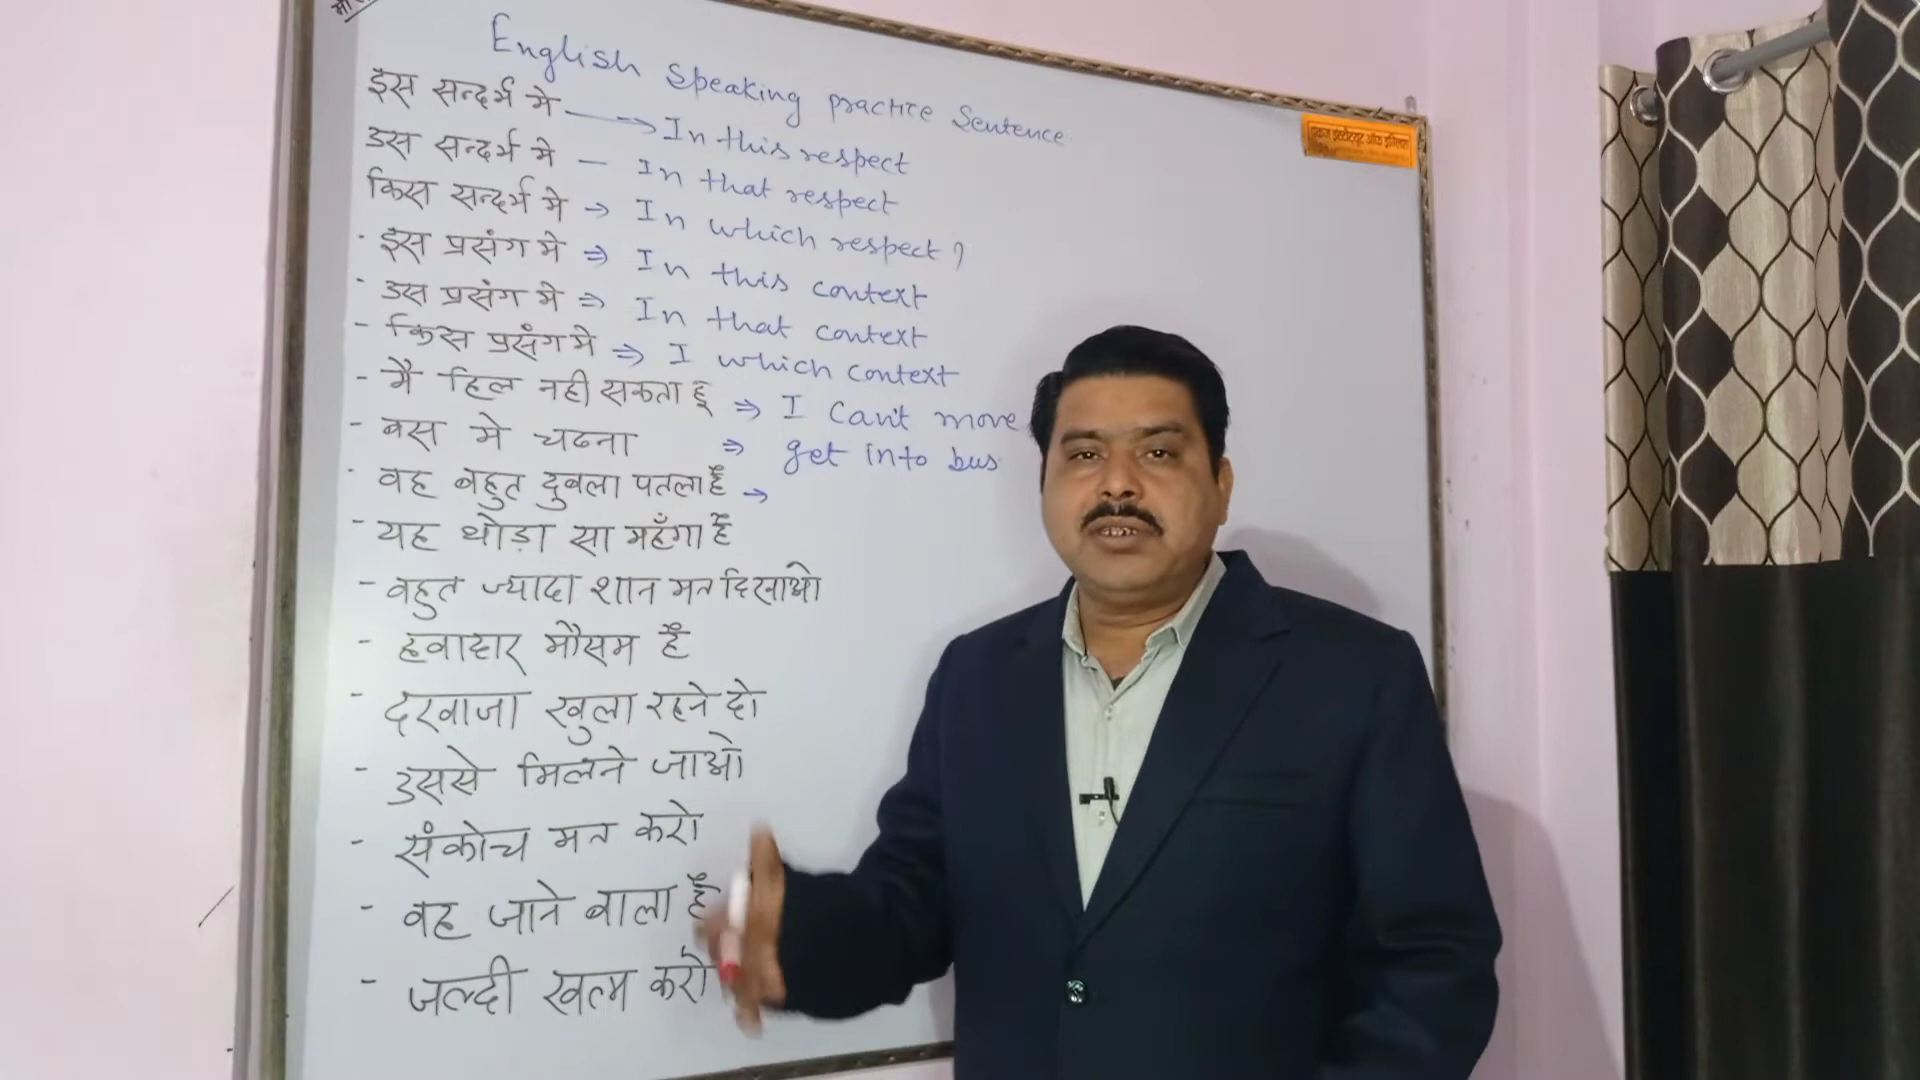 English speaking practice Sentence
इस सन्दर्भ मे → In this respect
उस सन्दर्भ मे – In that respect
किस सन्दर्भ मे → In which respect ?
· इस प्रसंग मे ⇒ In this context
· उस प्रसंग मे ⇒ In that context
- किस प्रसंग मे ⇒ I which context
- मै हिल नही सकता हू ⇒ I Can't move
- बस मे चढना ⇒ get into bus
· वह बहुत दुबला पतला है →
- यह थोड़ा सा महँगा है
- बहुत ज्यादा शान मत दिखाओ
- हवादार मौसम है
- दरवाजा खुला रहने दो
- उससे मिलने जाओ
- संकोच मत करो
- वह जाने वाला है
- जल्दी खत्म करो